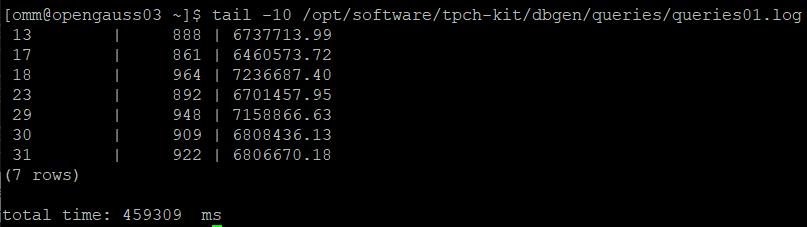 [omm@opengauss03 ~]$ tail -10 /opt/software/tpch-kit/dbgen/queries/queries01.log
13 | 888 | 6737713.99
17 | 861 | 6460573.72
18 | 964 | 7236687.40
23 | 892 | 6701457.95
29 | 948 | 7158866.63
30 | 909 | 6808436.13
31 | 922 | 6806670.18
(7 rows)
total time: 459309 ms